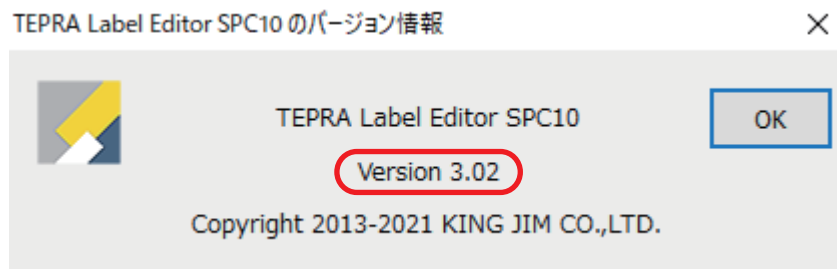 TEPRA Label Editor SPC10 のバージョン情報
TEPRA Label Editor SPC10
OK
Version 3.02
Copyright 2013-2021 KING JIM CO.,LTD.